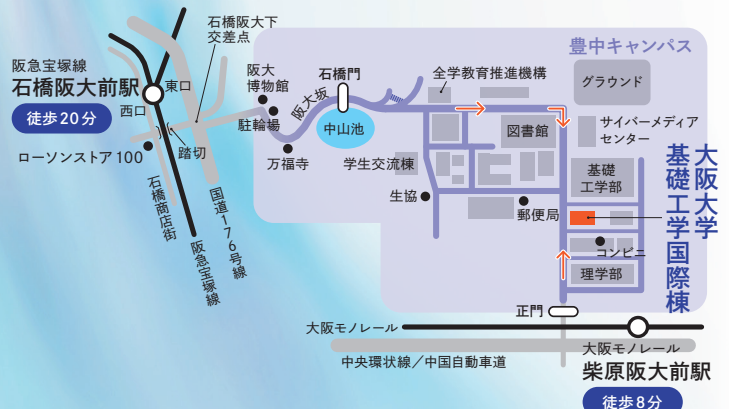 石橋阪大下
交差点
阪急宝塚線
石橋阪大前駅
徒歩20分
東口
西口
ローソンストア100
踏切
石橋商店街
阪急宝塚線
国道176号線
阪大
博物館
駐輪場
阪大坂
石橋門
中山池
万福寺
豊中キャンパス
全学教育推進機構
グラウンド
図書館
サイバーメディア
センター
学生交流棟
生協
郵便局
基礎
工学部
コンビニ
理学部
大阪大学
基礎工学国際棟
正門
大阪モノレール
中央環状線／中国自動車道
大阪モノレール
柴原阪大前駅
徒歩8分